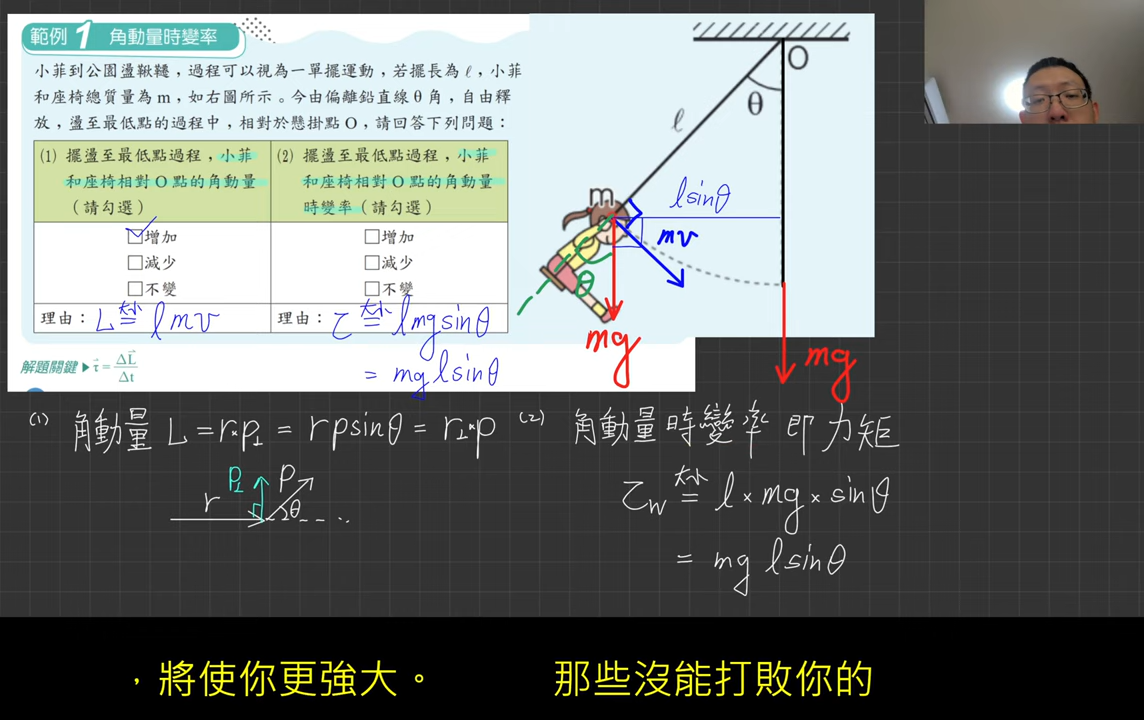 範例 1 角動量時變率
小菲到公園盪鞦韆，過程可以視為一單擺運動，若擺長為 ℓ，小菲
和座椅總質量為 m，如右圖所示。今由偏離鉛直線 θ 角，自由釋
放，盪至最低點的過程中，相對於懸掛點 O，請回答下列問題：
(1) 擺盪至最低點過程，小菲
和座椅相對 O 點的角動量
（請勾選）
(2) 擺盪至最低點過程，小菲
和座椅相對 O 點的角動量
時變率（請勾選）
☑增加
□減少
□不變
□增加
□減少
□不變
理由：L 大小= lmv
理由：τ 大小= lmgsinθ
= mg lsinθ
解題關鍵 ▶ τ⃗ = ΔL⃗/Δt
O
θ
ℓ
m
lsinθ
mv
θ
mg
mg
(1) 角動量 L = r×p⊥ = rpsinθ = r⊥×p
r p⊥ p θ
(2) 角動量時變率即力矩
τw 大小= l × mg × sinθ
= mg lsinθ
，將使你更強大。 那些沒能打敗你的